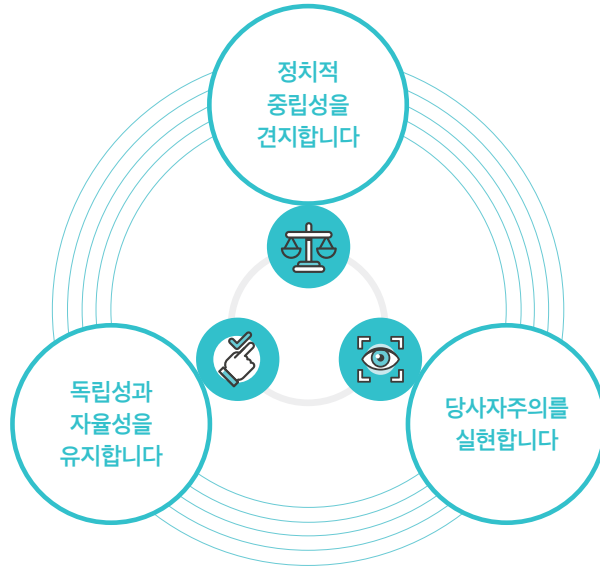 정치적
중립성을
견지합니다
독립성과
자율성을
유지합니다
당사자주의를
실현합니다